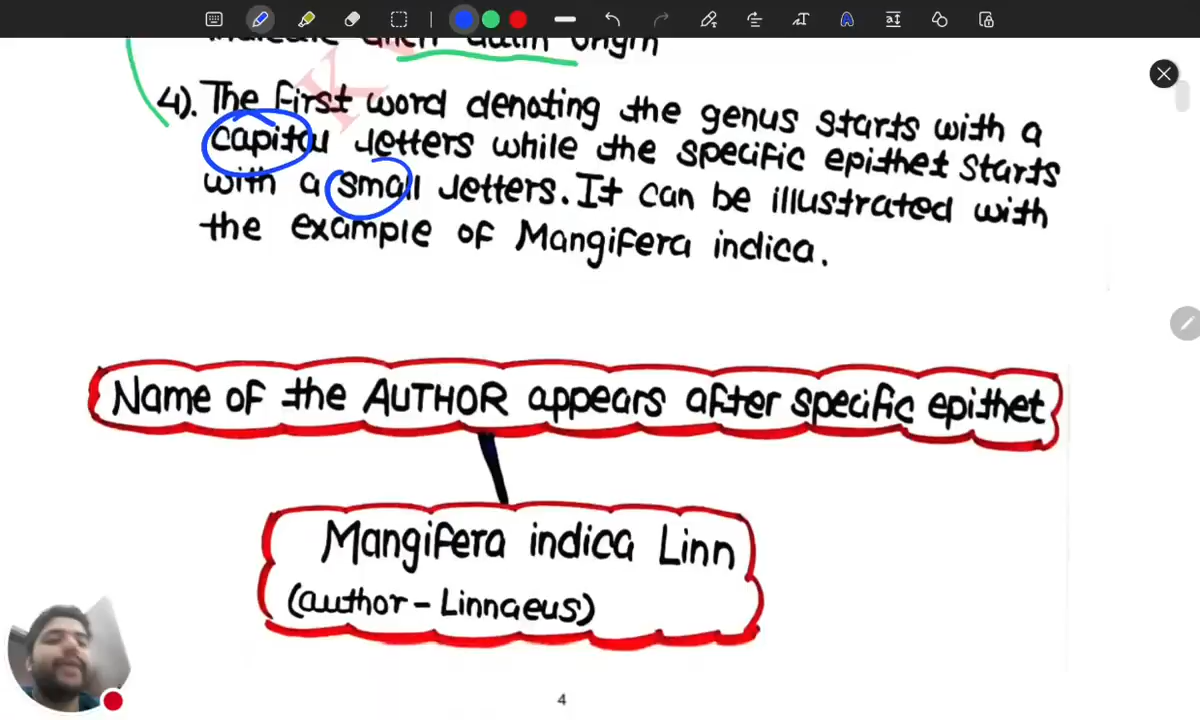 4). The first word denoting the genus starts with a
capital letters while the specific epithet starts
with a small letters. It can be illustrated with
the example of Mangifera indica.
Name of the AUTHOR appears after specific epithet
Mangifera indica Linn
(author - Linnaeus)
4